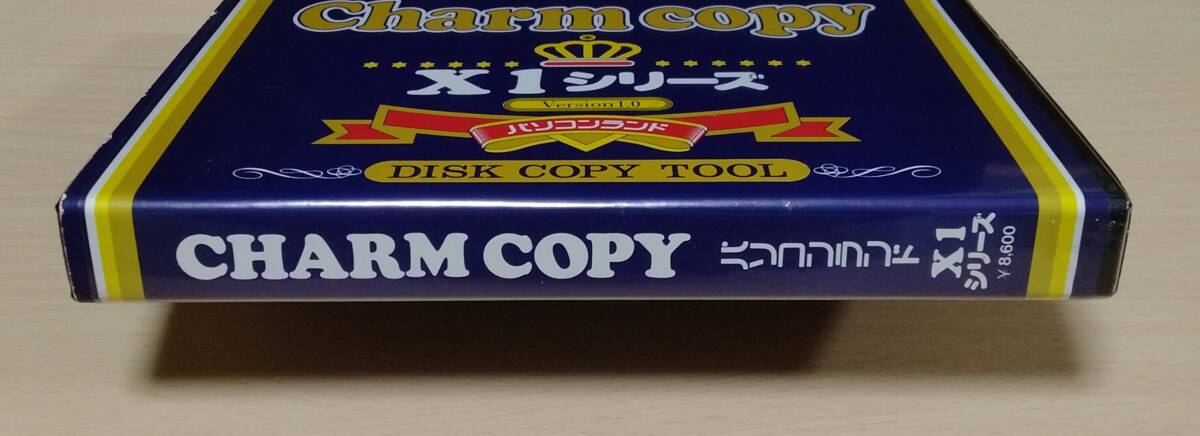 Charm copy
X1シリーズ
Version1.0
パソコンランド
DISK COPY TOOL
CHARM COPY パソコンランド X1 シリーズ ¥8,600